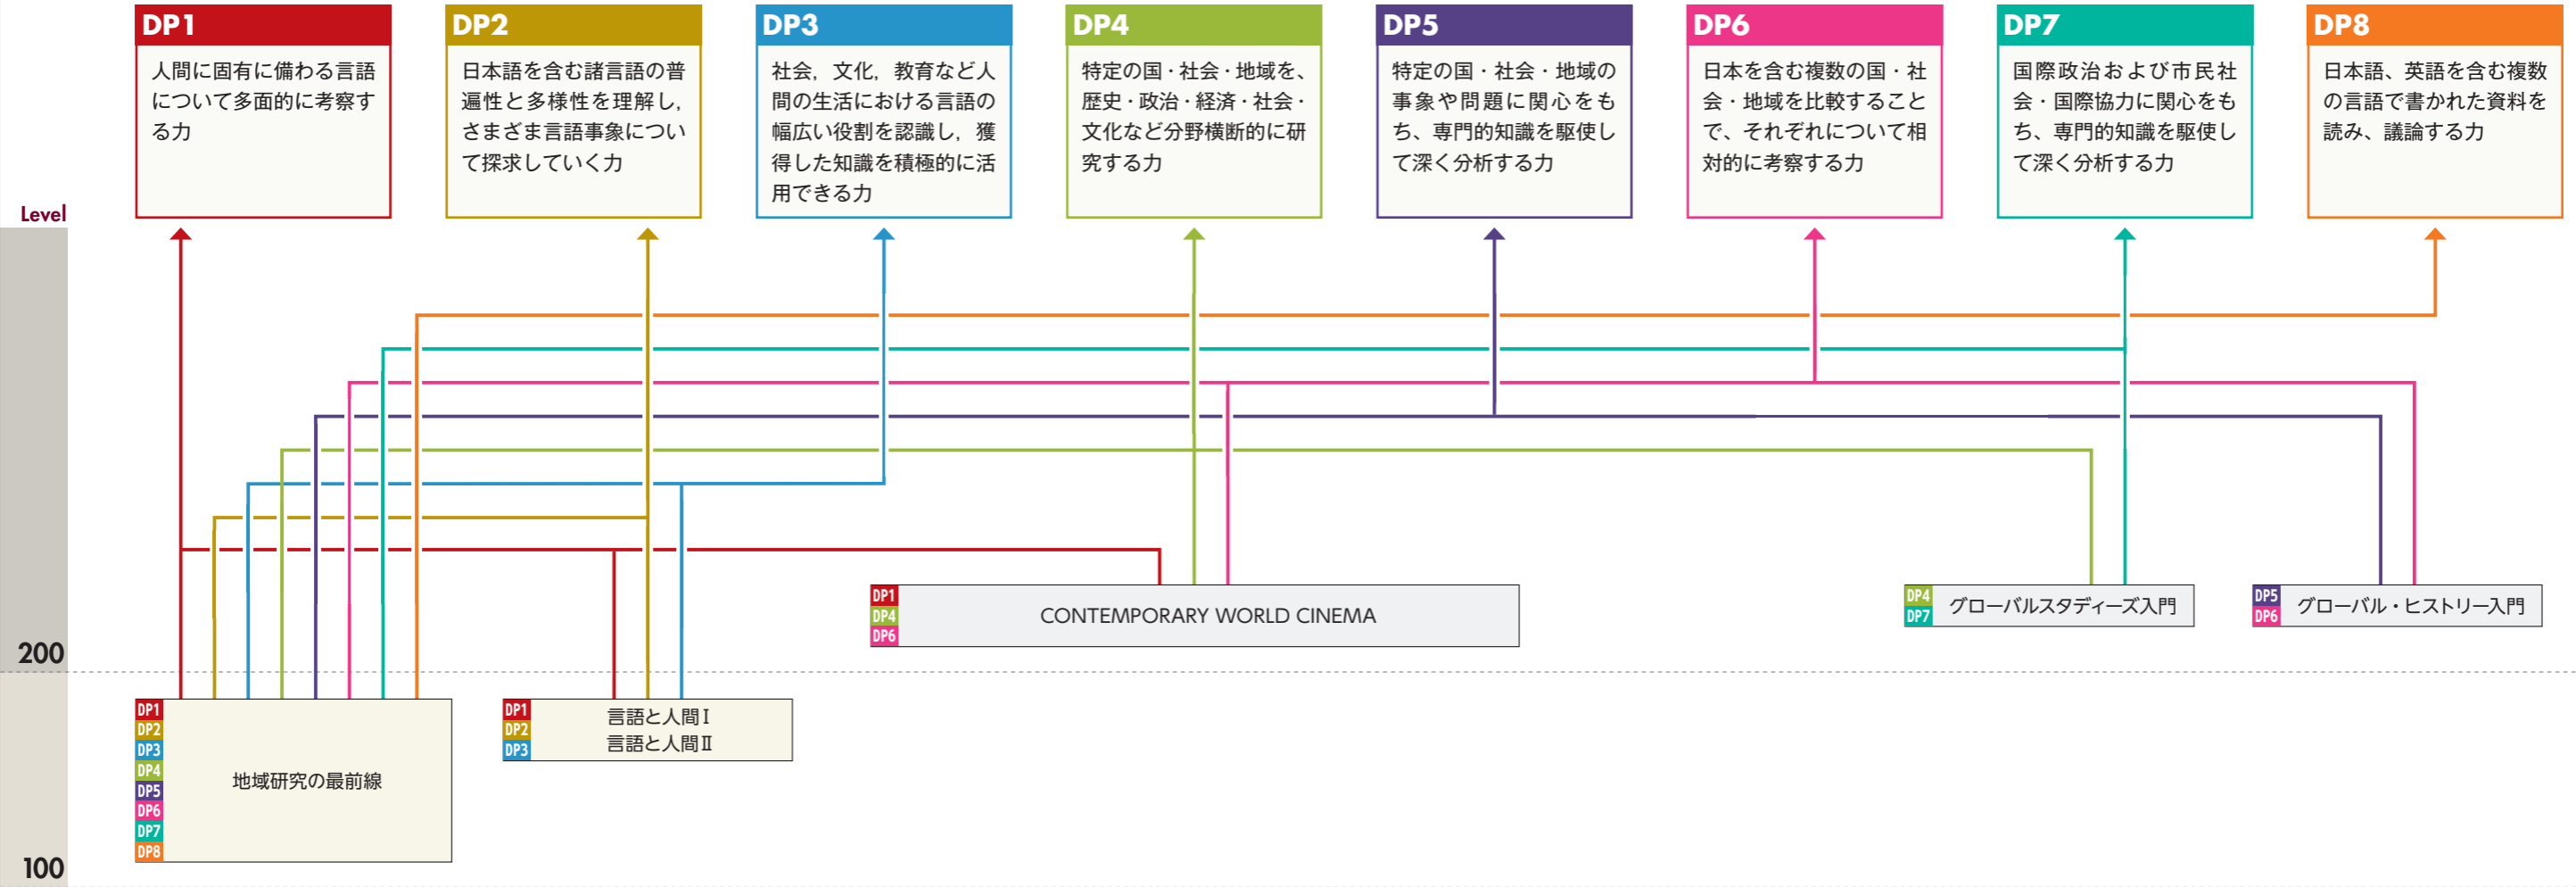 DP1
人間に固有に備わる言語
について多面的に考察す
る力
DP2
日本語を含む諸言語の普
遍性と多様性を理解し，
さまざま言語事象につい
て探求していく力
DP3
社会，文化，教育など人
間の生活における言語の
幅広い役割を認識し，獲
得した知識を積極的に活
用できる力
DP4
特定の国・社会・地域を、
歴史・政治・経済・社会・
文化など分野横断的に研
究する力
DP5
特定の国・社会・地域の
事象や問題に関心をも
ち、専門的知識を駆使し
て深く分析する力
DP6
日本を含む複数の国・社
会・地域を比較すること
で、それぞれについて相
対的に考察する力
DP7
国際政治および市民社
会・国際協力に関心をも
ち、専門的知識を駆使し
て深く分析する力
DP8
日本語、英語を含む複数
の言語で書かれた資料を
読み、議論する力
Level
DP1
DP4
DP6
CONTEMPORARY WORLD CINEMA
DP4
DP7
グローバルスタディーズ入門
DP5
DP6
グローバル・ヒストリー入門
200
DP1
DP2
DP3
DP4
DP5
DP6
DP7
DP8
地域研究の最前線
DP1
DP2
DP3
言語と人間Ⅰ
言語と人間Ⅱ
100